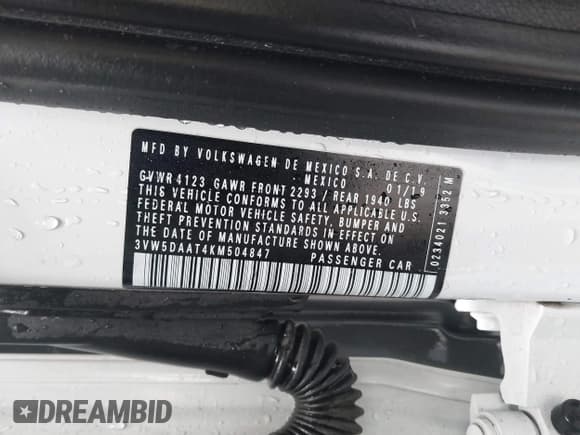 MFD BY VOLKSWAGEN DE MEXICO S.A. DE C.V.
MEXICO 01/19
GVWR 4123 GAWR FRONT 2293 / REAR 1940 LBS
THIS VEHICLE CONFORMS TO ALL APPLICABLE U.S.
FEDERAL MOTOR VEHICLE SAFETY, BUMPER AND
THEFT PREVENTION STANDARDS IN EFFECT ON
THE DATE OF MANUFACTURE SHOWN ABOVE.
3VW5DAAT4KM504847 PASSENGER CAR
0234021 3352 M
DREAMBID